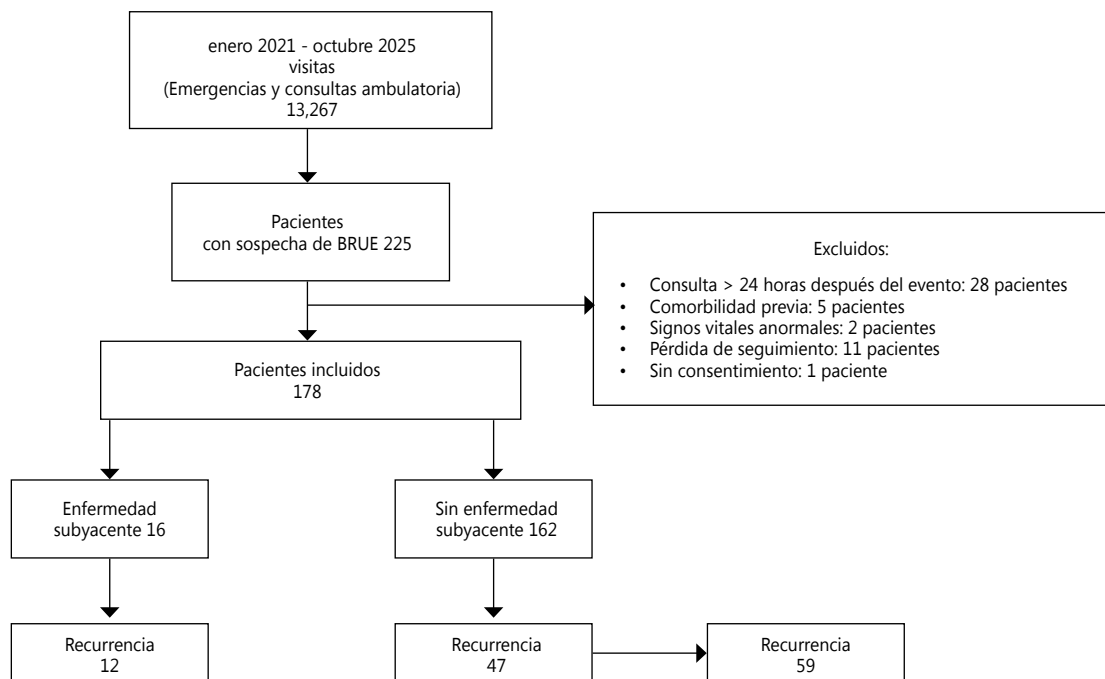 enero 2021 - octubre 2025
visitas
(Emergencias y consultas ambulatoria)
13,267
Pacientes
con sospecha de BRUE 225
Excluidos:
• Consulta > 24 horas después del evento: 28 pacientes
• Comorbilidad previa: 5 pacientes
• Signos vitales anormales: 2 pacientes
• Pérdida de seguimiento: 11 pacientes
• Sin consentimiento: 1 paciente
Pacientes incluidos
178
Enfermedad
subyacente 16
Sin enfermedad
subyacente 162
Recurrencia
12
Recurrencia
47
Recurrencia
59